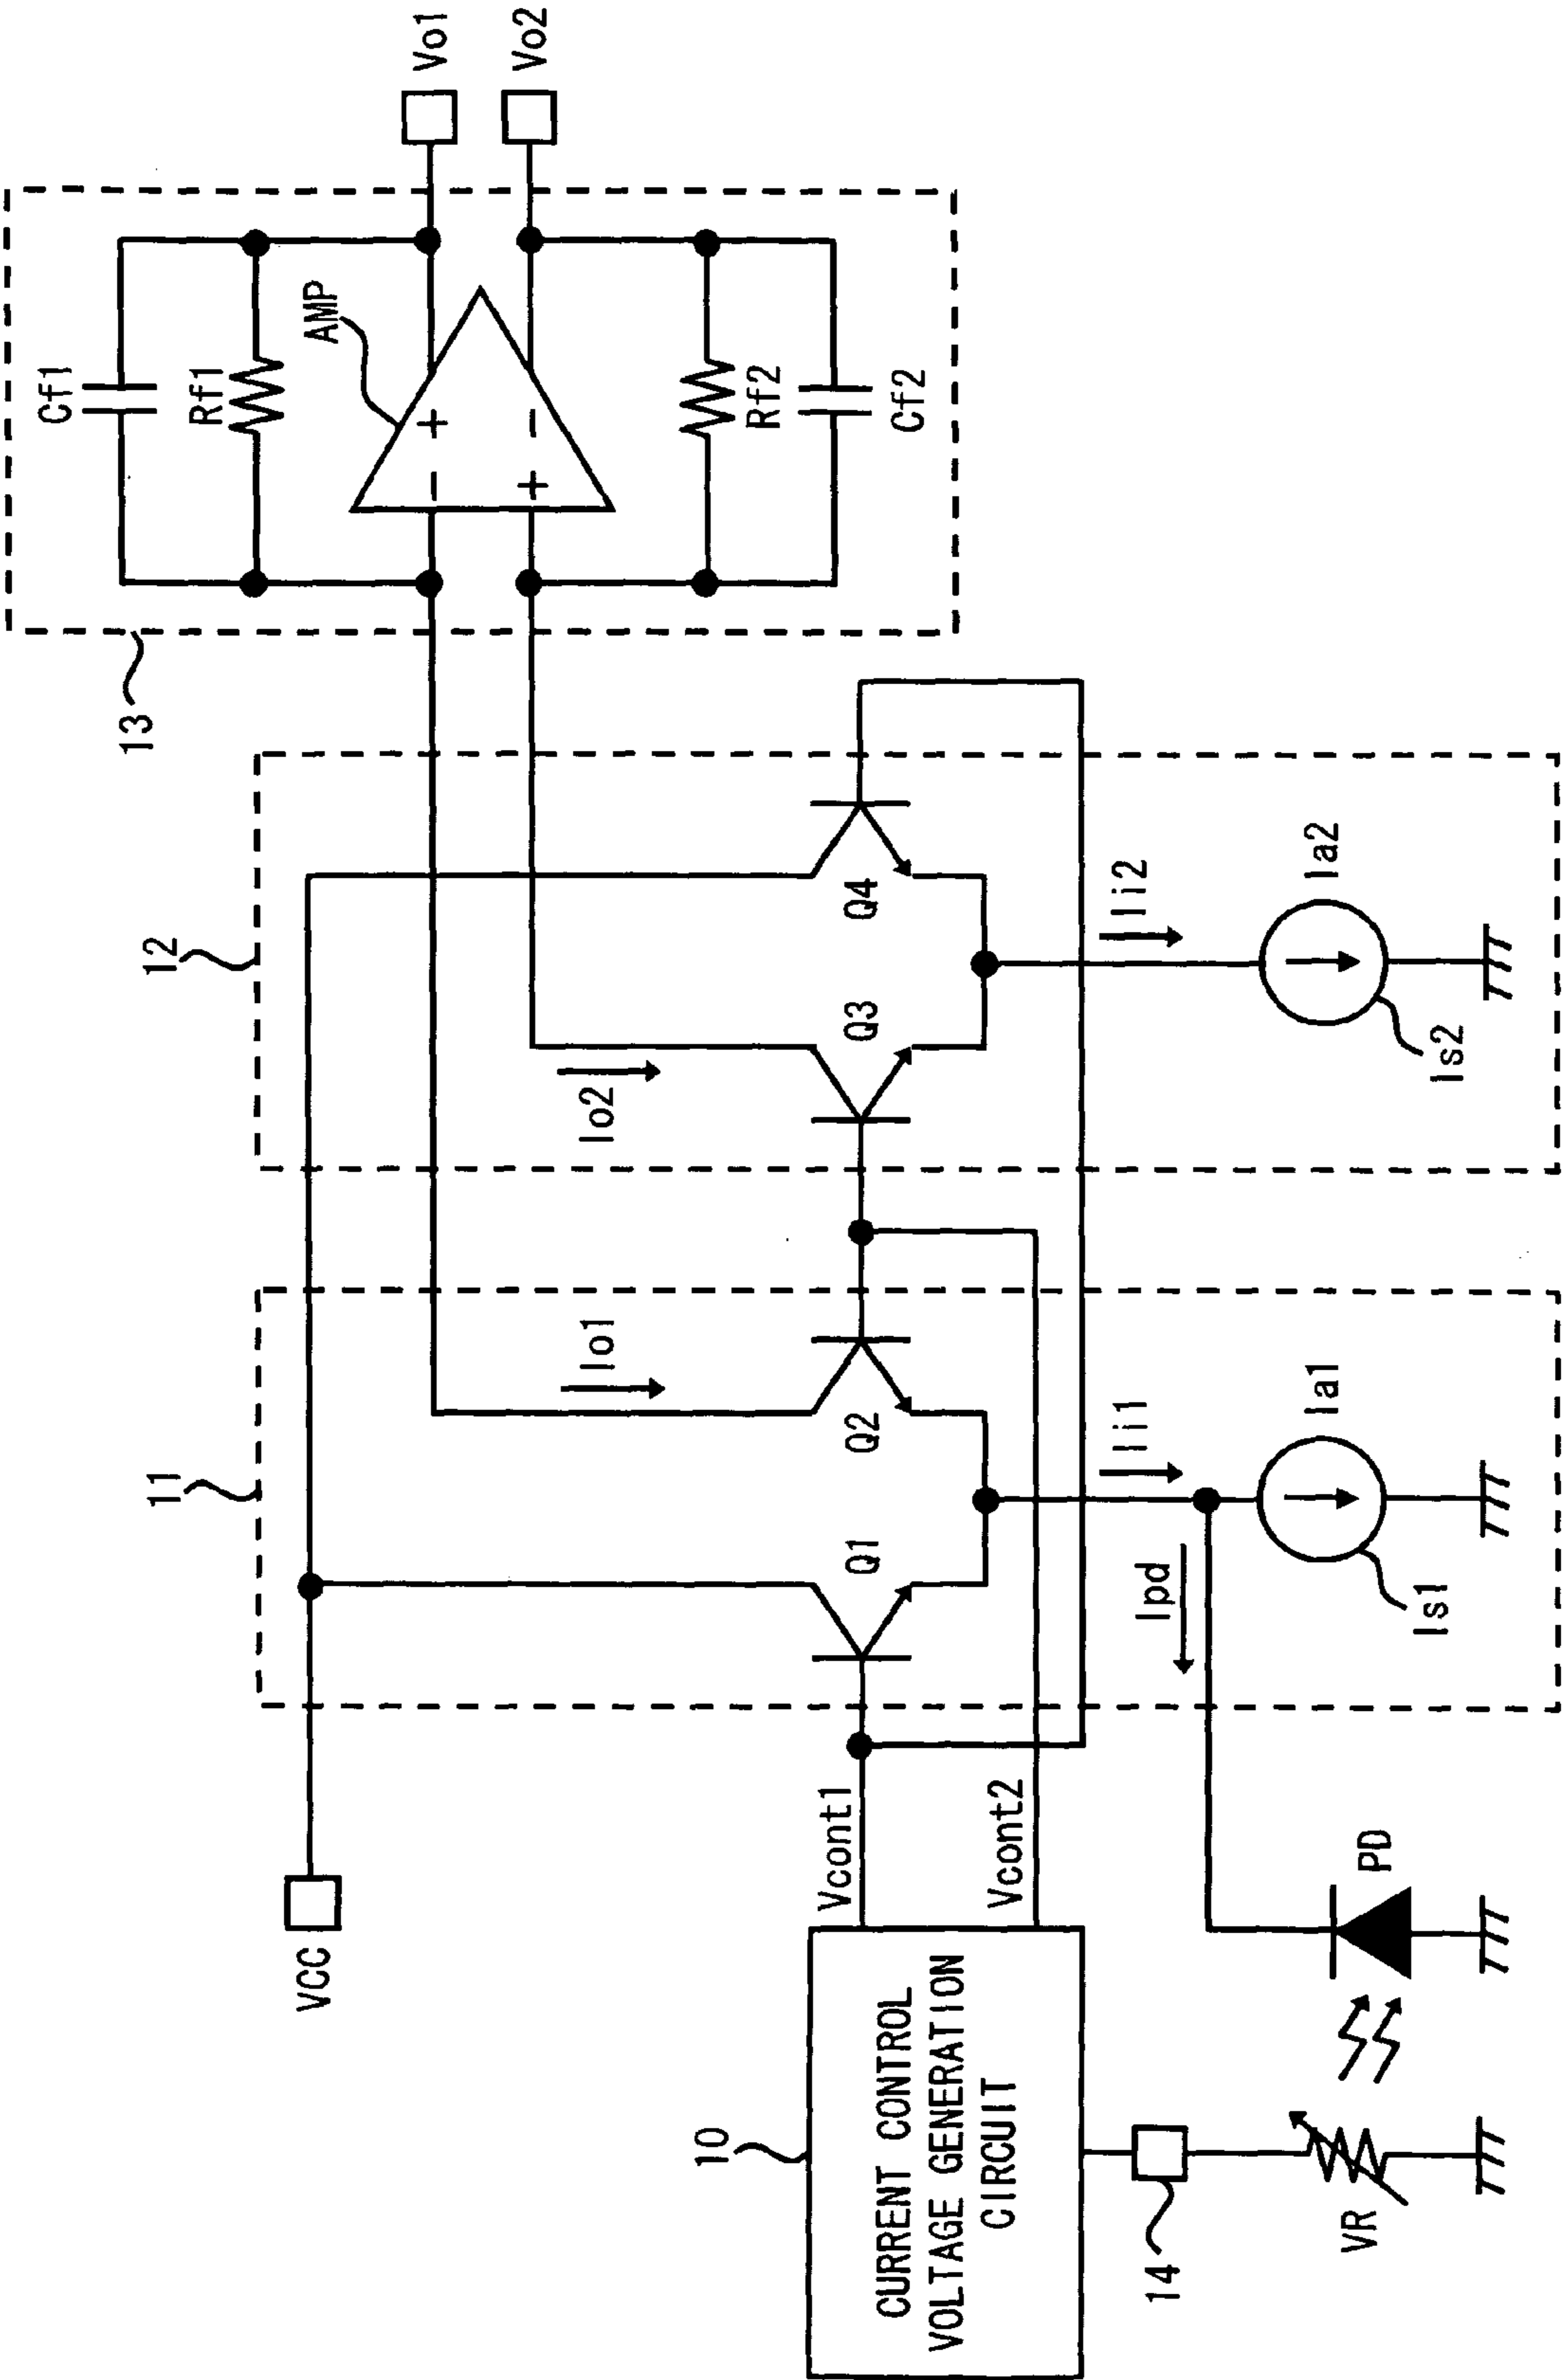 Cf1
Vo1
Rf1
AMP
Vo2
+
-
-
+
Rf2
Cf2
13
12
11
VCC
Io1
Io2
Q1
Q2
Q3
Q4
Vcont1
Vcont2
10
CURRENT CONTROL
VOLTAGE GENERATION
CIRCUIT
Ii1
Ii2
Ipd
Ia1
Ia2
Is1
Is2
14
VR
PD